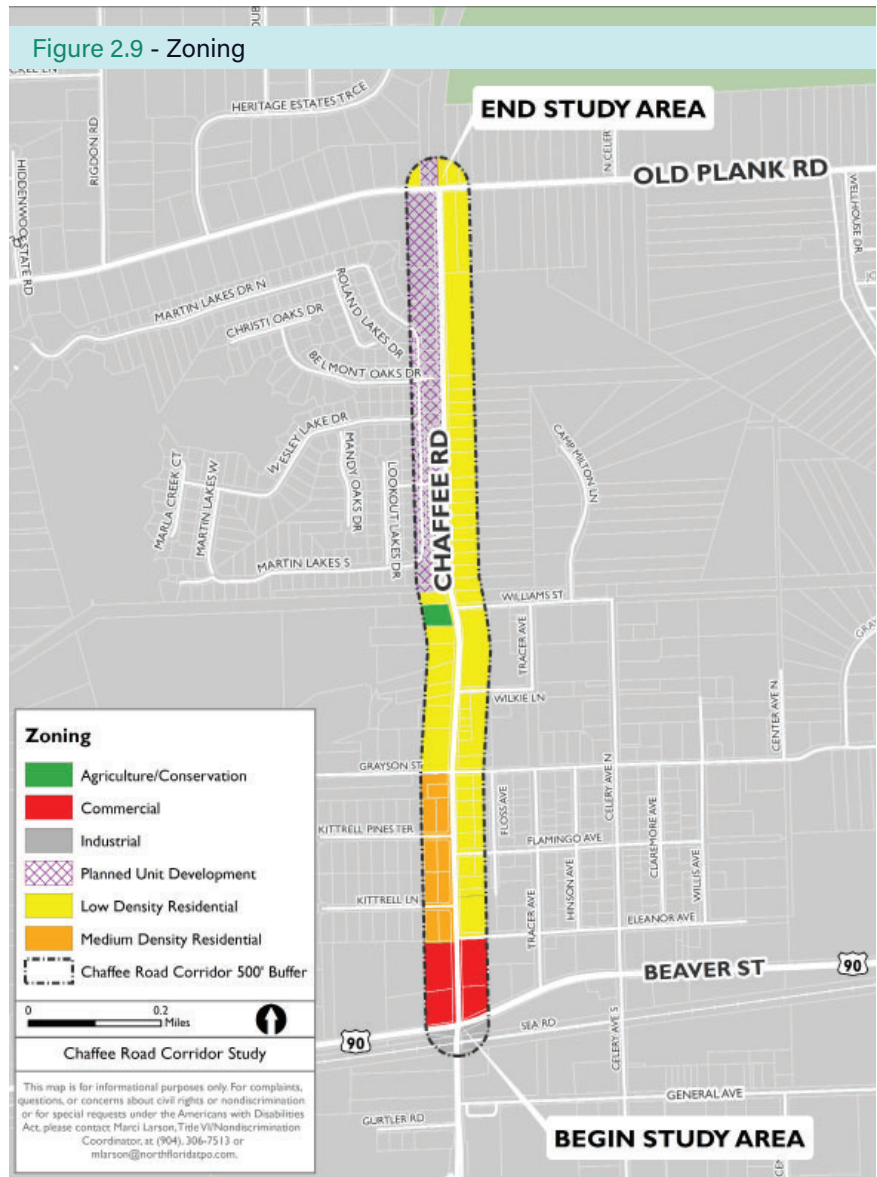 Figure 2.9 - Zoning
HERITAGE ESTATES TRCE
RIGDON RD
HIDDENWOOD STATE RD
END STUDY AREA
N CELER
OLD PLANK RD
WELLHOUSE DR
MARTIN LAKES DR N
ROLAND LAKES DR
CHRISTI OAKS DR
BELMONT OAKS DR
WESLEY LAKE DR
MANDY OAKS DR
LOOKOUT LAKES DR
MARLA CREEK CT
MARTIN LAKES W
MARTIN LAKES S
CHAFFEE RD
CAMP MILTON LN
WILLIAMS ST
TRACER AVE
WILKIE LN
CELERY AVE N
CENTER AVE N
GRAYSON ST
FLOSS AVE
KITTRELL PINES TER
FLAMINGO AVE
CLAREMORE AVE
WILLIS AVE
HINSON AVE
TRACER AVE
KITTRELL LN
ELEANOR AVE
BEAVER ST
90
SEA RD
90
CELERY AVE S
GENERAL AVE
GURTLER RD
BEGIN STUDY AREA
Zoning
Agriculture/Conservation
Commercial
Industrial
Planned Unit Development
Low Density Residential
Medium Density Residential
Chaffee Road Corridor 500' Buffer
0 0.2
Miles
Chaffee Road Corridor Study
This map is for informational purposes only. For complaints,
questions, or concerns about civil rights or nondiscrimination
or for special requests under the Americans with Disabilities
Act, please contact Marci Larson, Title VI/Nondiscrimination
Coordinator, at (904). 306-7513 or
mlarson@northfloridatpo.com.